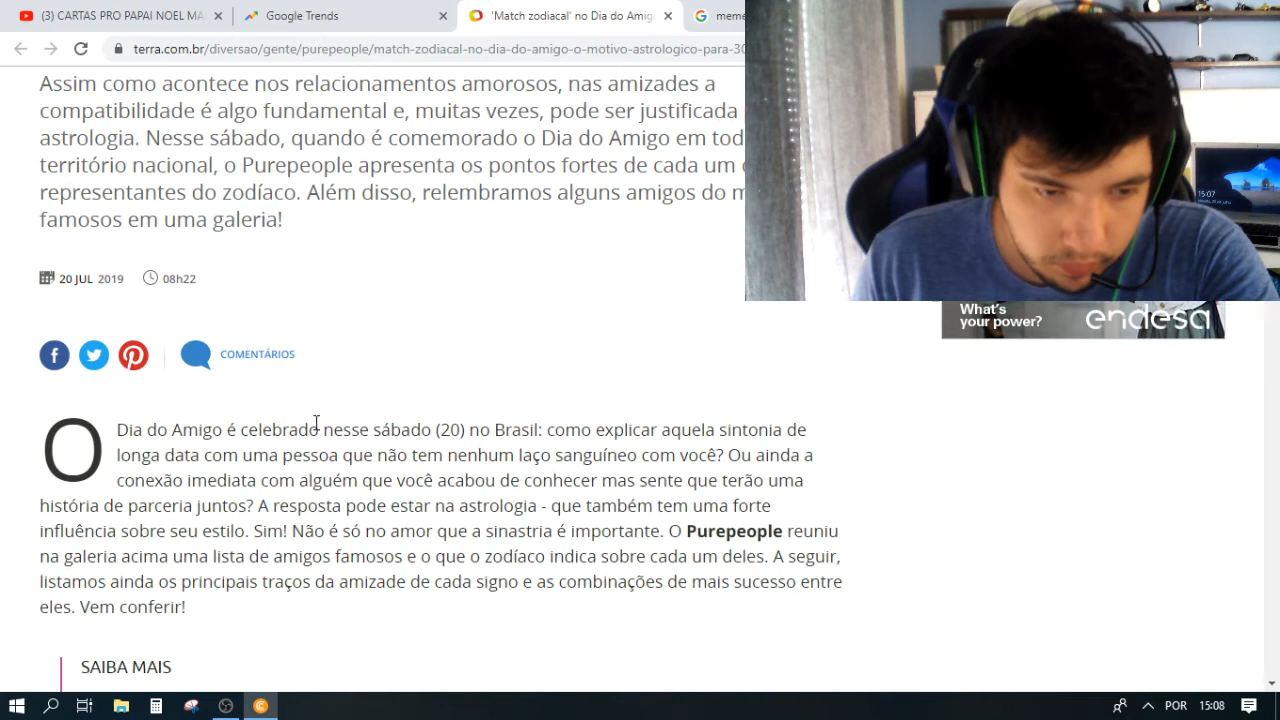 (3) CARTAS PRO PAPAI NOEL MA
Google Trends
'Match zodiacal' no Dia do Amig
meme
terra.com.br/diversao/gente/purepeople/match-zodiacal-no-dia-do-amigo-o-motivo-astrologico-para-30
Assim como acontece nos relacionamentos amorosos, nas amizades a
compatibilidade é algo fundamental e, muitas vezes, pode ser justificada
astrologia. Nesse sábado, quando é comemorado o Dia do Amigo em tod
território nacional, o Purepeople apresenta os pontos fortes de cada um
representantes do zodíaco. Além disso, relembramos alguns amigos do m
famosos em uma galeria!
15:07
20 JUL 2019 08h22
What's
your power?
endesa
COMENTÁRIOS
O Dia do Amigo é celebrado nesse sábado (20) no Brasil: como explicar aquela sintonia de
longa data com uma pessoa que não tem nenhum laço sanguíneo com você? Ou ainda a
conexão imediata com alguém que você acabou de conhecer mas sente que terão uma
história de parceria juntos? A resposta pode estar na astrologia - que também tem uma forte
influência sobre seu estilo. Sim! Não é só no amor que a sinastria é importante. O Purepeople reuniu
na galeria acima uma lista de amigos famosos e o que o zodíaco indica sobre cada um deles. A seguir,
listamos ainda os principais traços da amizade de cada signo e as combinações de mais sucesso entre
eles. Vem conferir!
SAIBA MAIS
POR 15:08